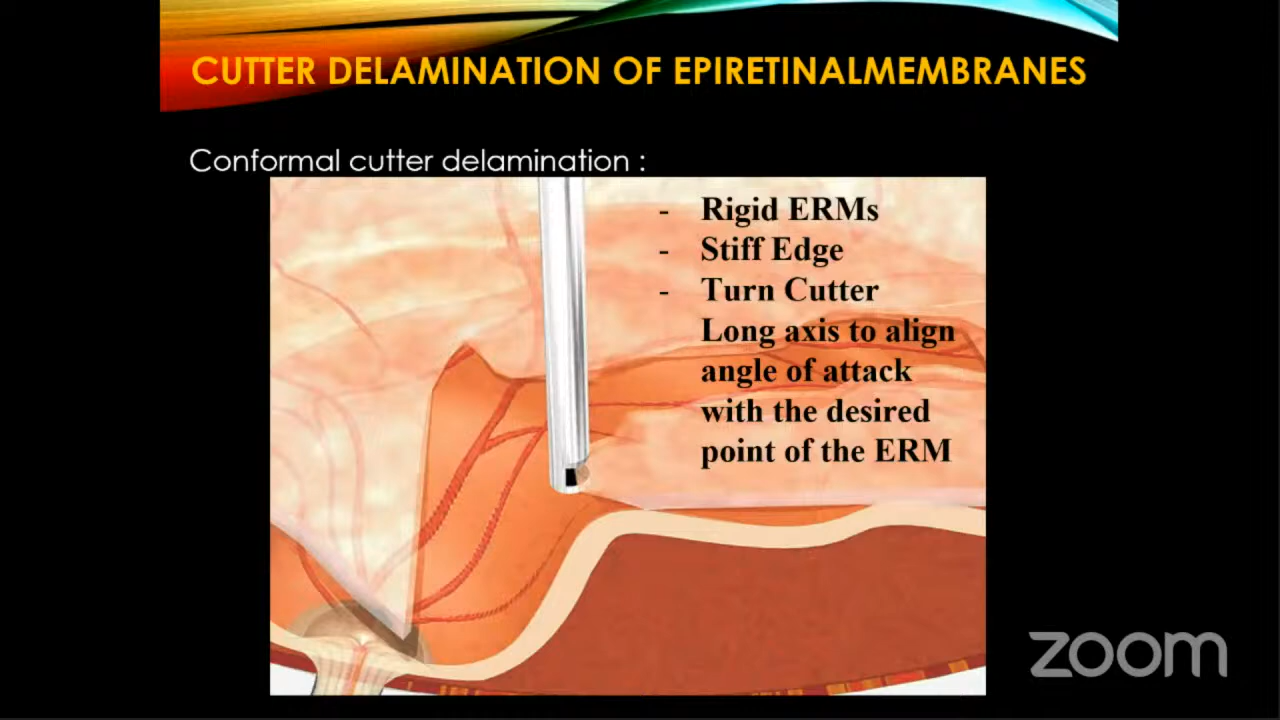 CUTTER DELAMINATION OF EPIRETINALMEMBRANES
Conformal cutter delamination :
- Rigid ERMs
- Stiff Edge
- Turn Cutter
Long axis to align
angle of attack
with the desired
point of the ERM
zoom